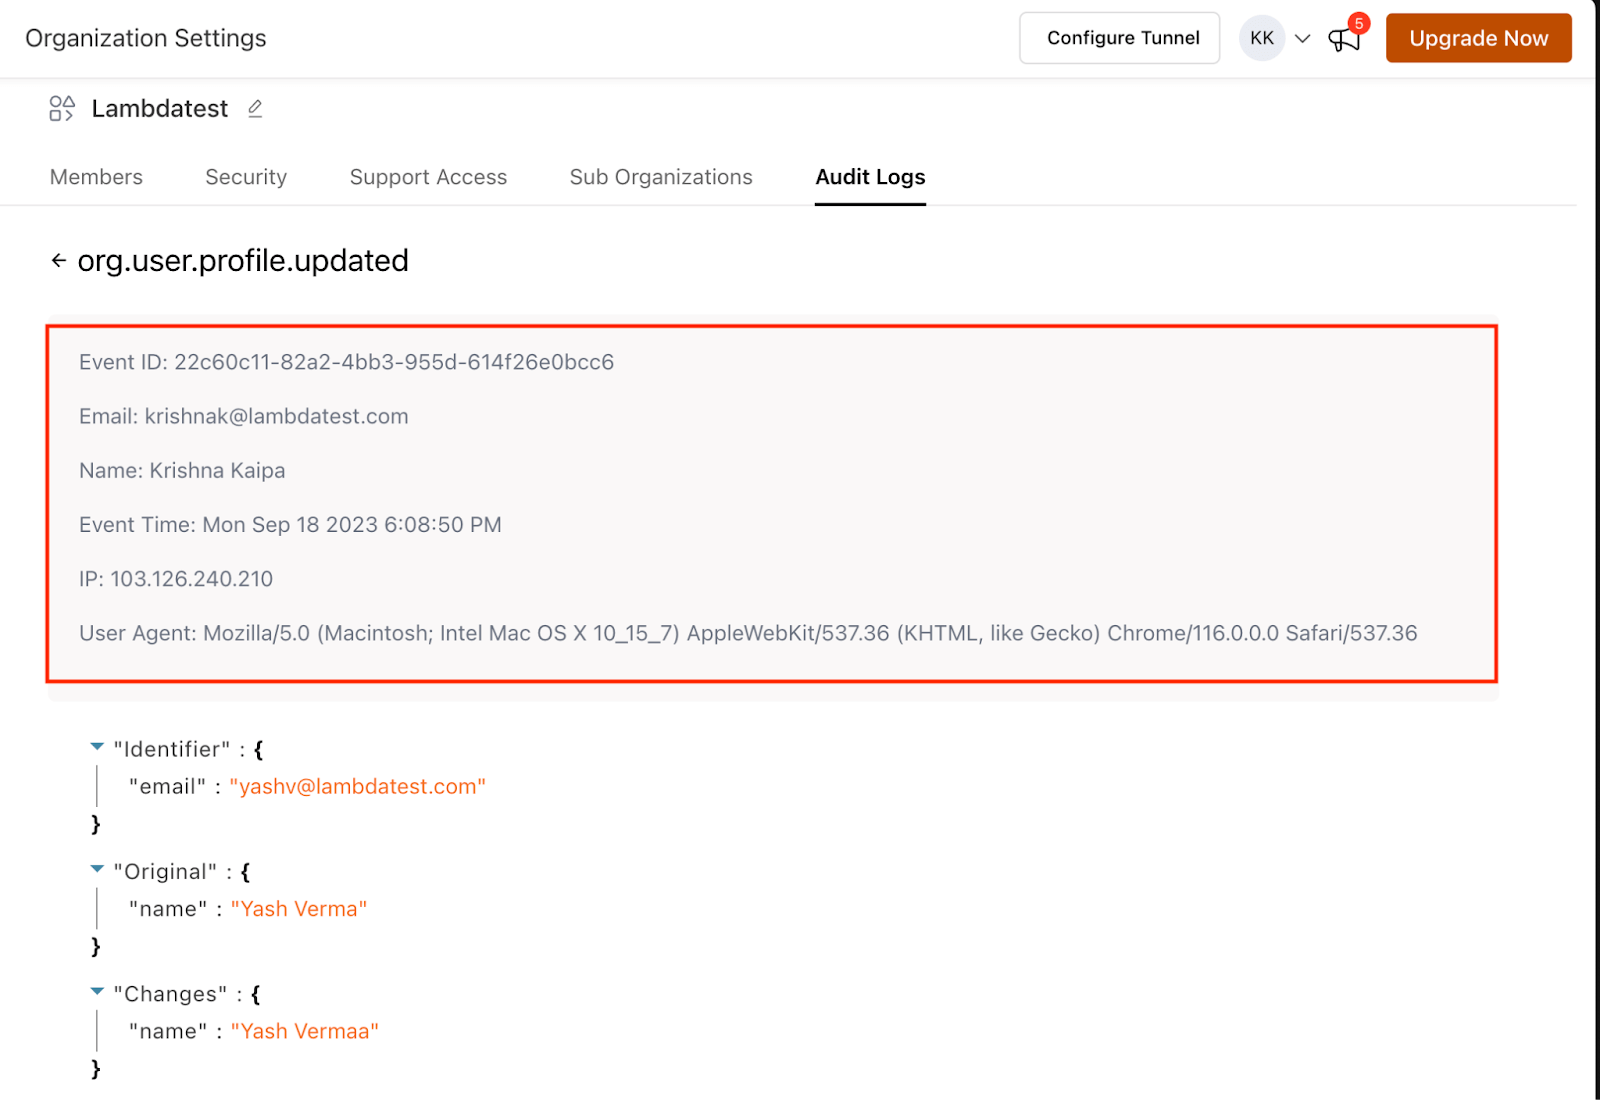 Organization Settings
Configure Tunnel
KK
5
Upgrade Now
Lambdatest
Members
Security
Support Access
Sub Organizations
Audit Logs
← org.user.profile.updated
Event ID: 22c60c11-82a2-4bb3-955d-614f26e0bcc6
Email: krishnak@lambdatest.com
Name: Krishna Kaipa
Event Time: Mon Sep 18 2023 6:08:50 PM
IP: 103.126.240.210
User Agent: Mozilla/5.0 (Macintosh; Intel Mac OS X 10_15_7) AppleWebKit/537.36 (KHTML, like Gecko) Chrome/116.0.0.0 Safari/537.36
"Identifier" : {
"email" : "yashv@lambdatest.com"
}
"Original" : {
"name" : "Yash Verma"
}
"Changes" : {
"name" : "Yash Vermaa"
}